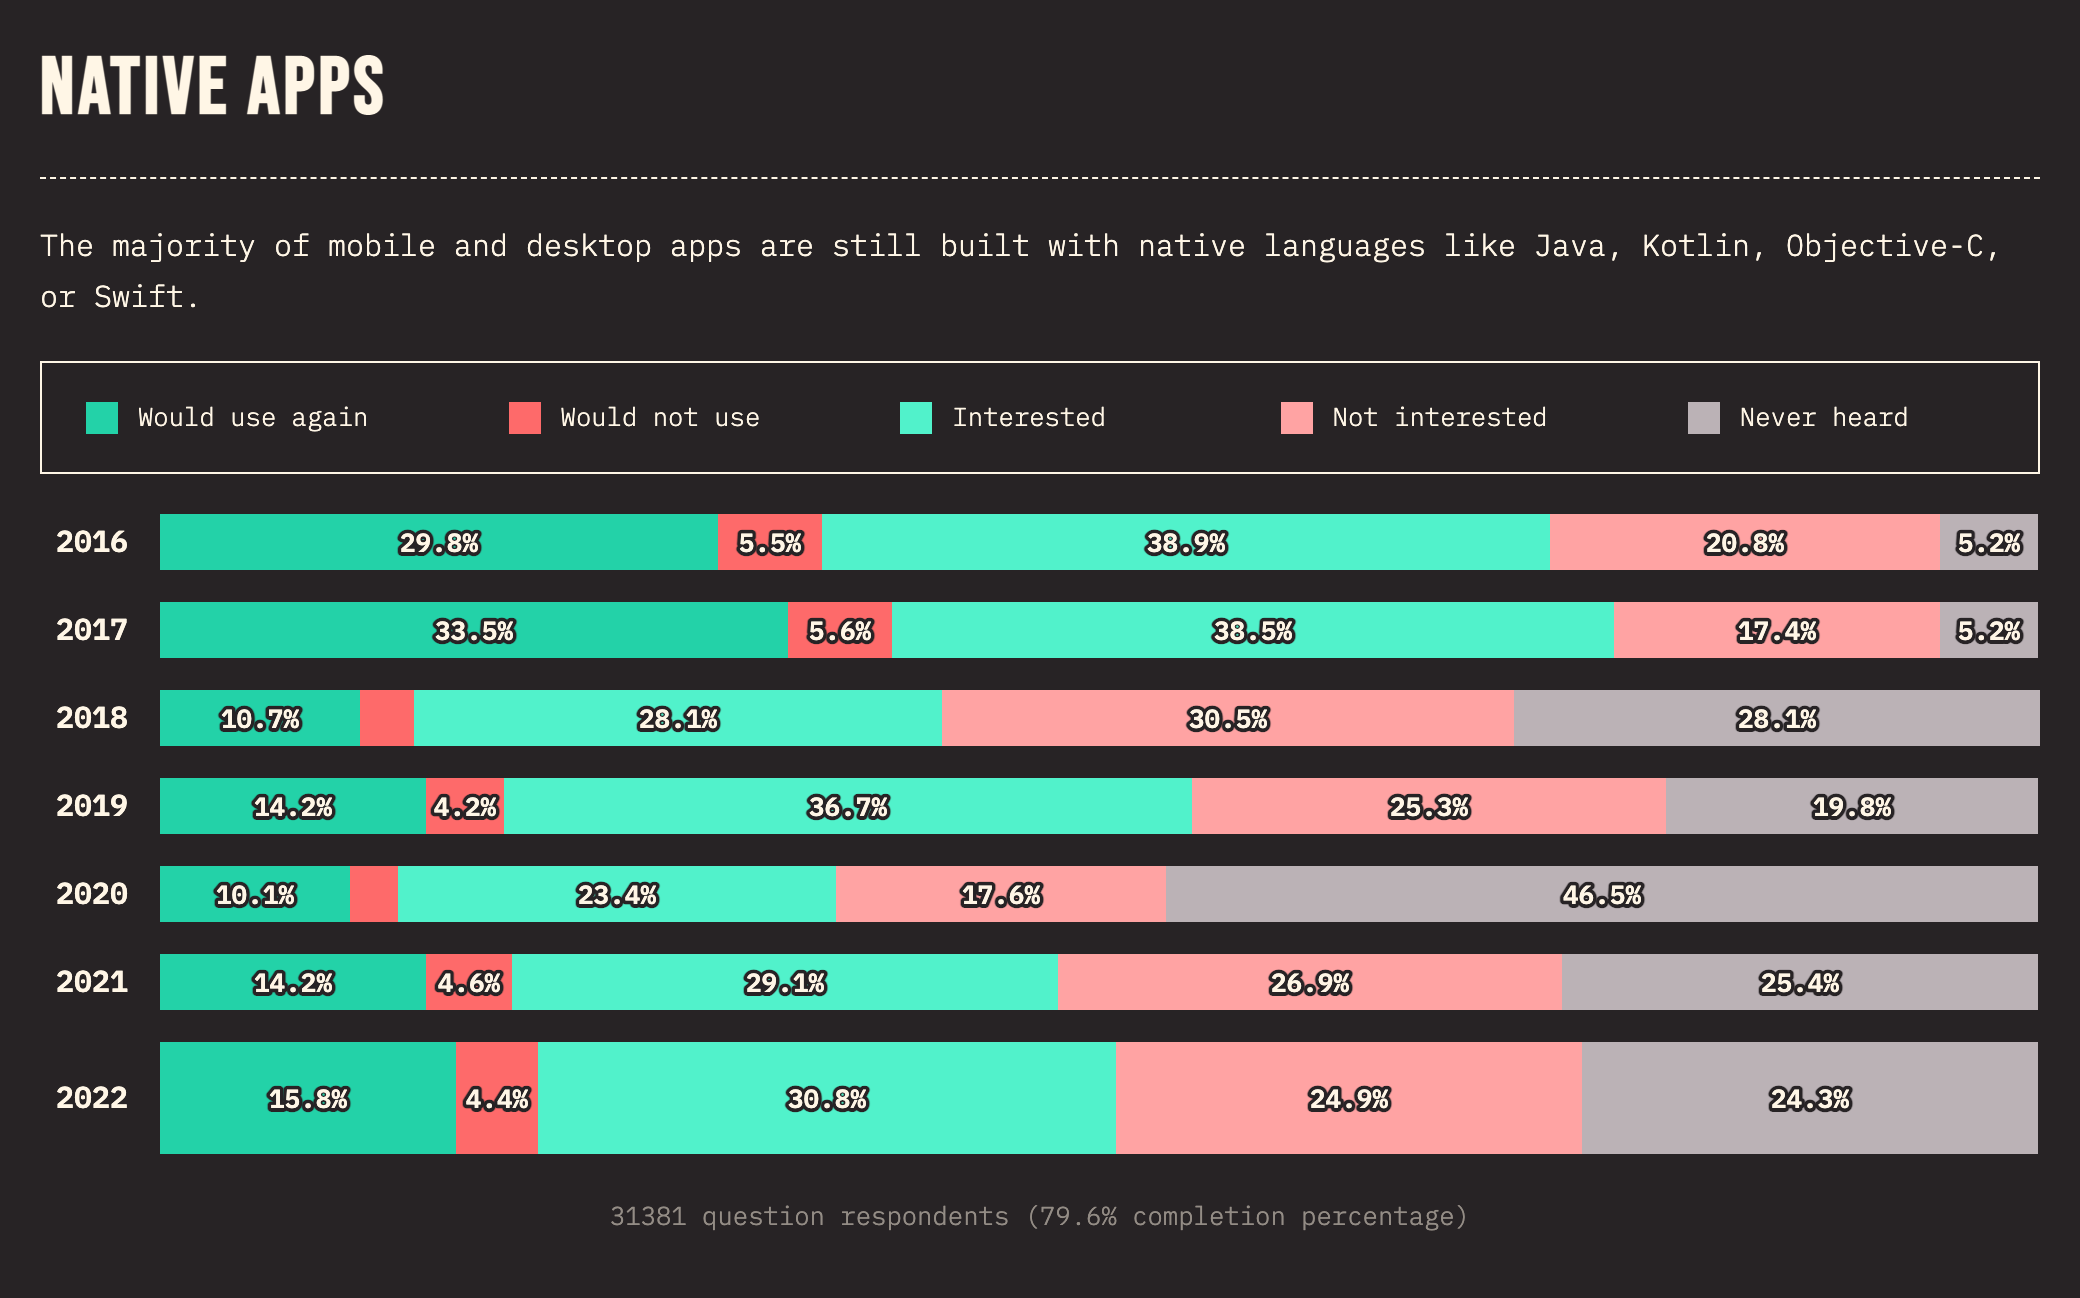 NATIVE APPS
The majority of mobile and desktop apps are still built with native languages like Java, Kotlin, Objective-C,
or Swift.
Would use again Would not use Interested Not interested Never heard
2016 29.8% 5.5% 38.9% 20.8% 5.2%
2017 33.5% 5.6% 38.5% 17.4% 5.2%
2018 10.7% 28.1% 30.5% 28.1%
2019 14.2% 4.2% 36.7% 25.3% 19.8%
2020 10.1% 23.4% 17.6% 46.5%
2021 14.2% 4.6% 29.1% 26.9% 25.4%
2022 15.8% 4.4% 30.8% 24.9% 24.3%
31381 question respondents (79.6% completion percentage)